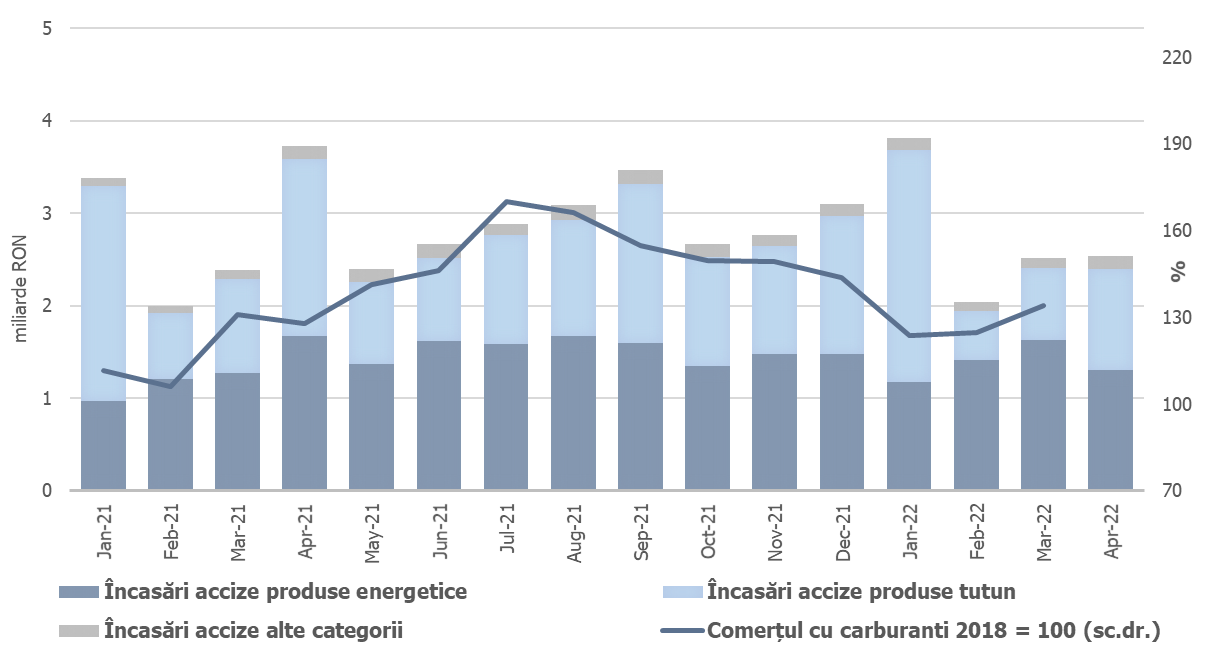 5
220
4
190
3
160
miliarde RON
%
2
130
1
100
0
70
Jan-21
Feb-21
Mar-21
Apr-21
May-21
Jun-21
Jul-21
Aug-21
Sep-21
Oct-21
Nov-21
Dec-21
Jan-22
Feb-22
Mar-22
Apr-22
Încasări accize produse energetice
Încasări accize produse tutun
Încasări accize alte categorii
Comerțul cu carburanti 2018 = 100 (sc.dr.)